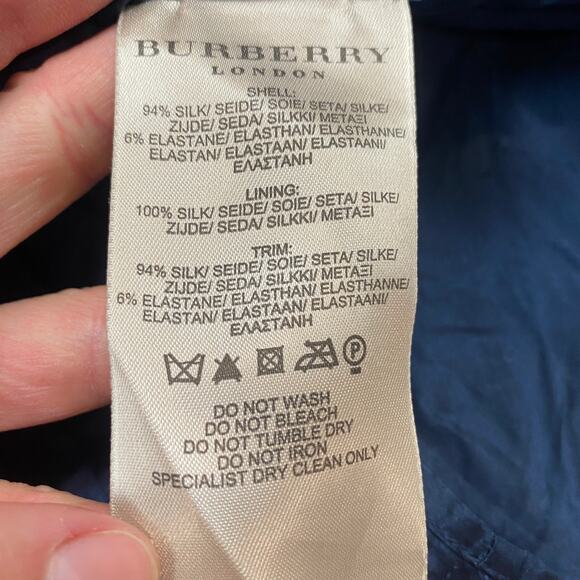 BURBERRY
LONDON
SHELL:
94% SILK/ SEIDE/ SOIE/ SETA/ SILKE/
ZIJDE/ SEDA/ SILKKI/ ΜΕΤΑΞΙ
6% ELASTANE/ ELASTHAN/ ELASTHANNE/
ELASTAN/ ELASTAAN/ ELASTAANI/
ΕΛΑΣΤΑΝΗ
LINING:
100% SILK/ SEIDE/ SOIE/ SETA/ SILKE/
ZIJDE/ SEDA/ SILKKI/ ΜΕΤΑΞΙ
TRIM:
94% SILK/ SEIDE/ SOIE/ SETA/ SILKE/
ZIJDE/ SEDA/ SILKKI/ ΜΕΤΑΞΙ
6% ELASTANE/ ELASTHAN/ ELASTHANNE/
ELASTAN/ ELASTAAN/ ELASTAANI/
ΕΛΑΣΤΑΝΗ
P
DO NOT WASH
DO NOT BLEACH
DO NOT TUMBLE DRY
DO NOT IRON
SPECIALIST DRY CLEAN ONLY